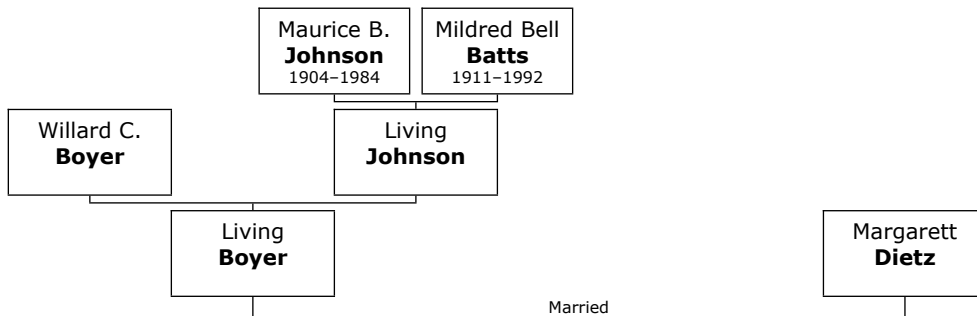 Maurice B.
Johnson
1904–1984
Mildred Bell
Batts
1911–1992
Willard C.
Boyer
Living
Johnson
Living
Boyer
Margarett
Dietz
Married